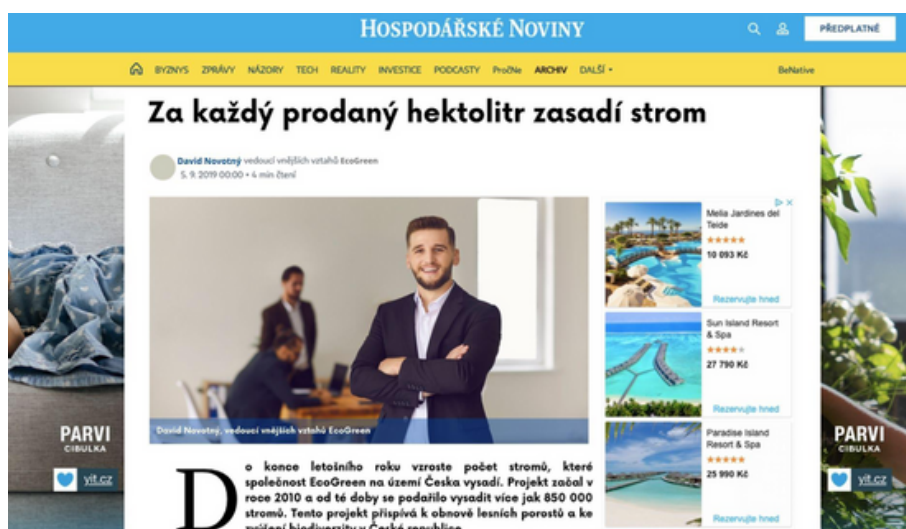 HOSPODÁŘSKÉ NOVINY
PŘEDPLATNÉ
BYZNYS ZPRÁVY NÁZORY TECH REALITY INVESTICE PODCASTY PročNe ARCHIV DALŠÍ
BeNative
Za každý prodaný hektolitr zasadí strom
David Novotný vedoucí vnějších vztahů EcoGreen
5. 9. 2019 00:00 • 4 min čtení
David Novotný, vedoucí vnějších vztahů EcoGreen
Do konce letošního roku vzroste počet stromů, které
společnost EcoGreen na území Česka vysadí. Projekt začal v
roce 2010 a od té doby se podařilo vysadit více jak 850 000
stromů. Tento projekt přispívá k obnově lesních porostů a ke
zvýšení biodiverzity v České republice.
Melia Jardines del
Teide
10 093 Kč
Rezervujte hned
Sun Island Resort
& Spa
27 790 Kč
Rezervujte hned
Paradise Island
Resort & Spa
25 990 Kč
Rezervujte hned
PARVI
CIBULKA
yit.cz
PARVI
CIBULKA
yit.cz